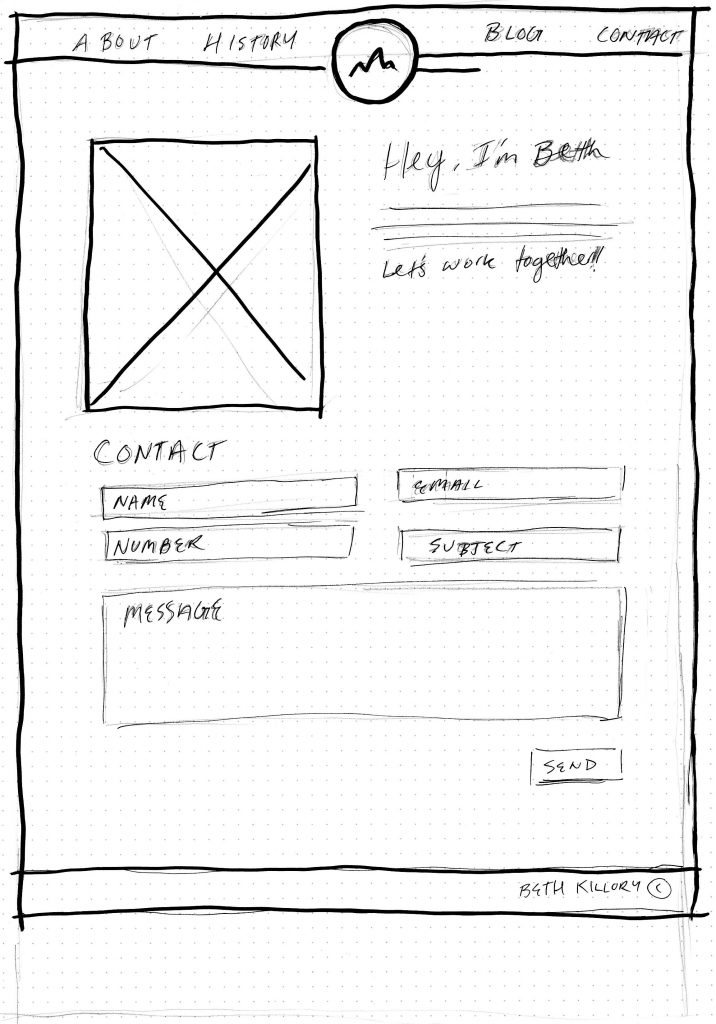 ABOUT HISTORY BLOG CONTACT
Hey, I'm Beth
Let's work together!!
CONTACT
NAME EMAIL
NUMBER SUBJECT
MESSAGE
SEND
BETH KILLORY ©